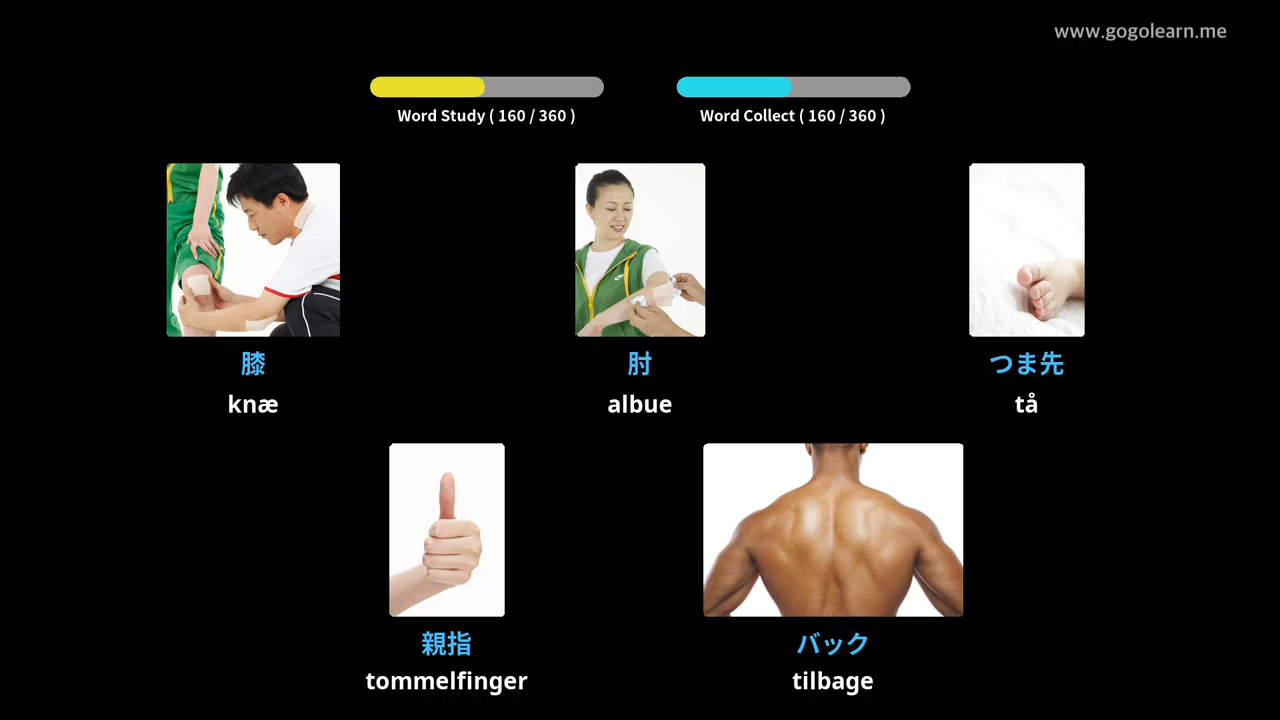 www.gogolearn.me
Word Study ( 160 / 360 )
Word Collect ( 160 / 360 )
膝
knæ
肘
albue
つま先
tå
親指
tommelfinger
バック
tilbage